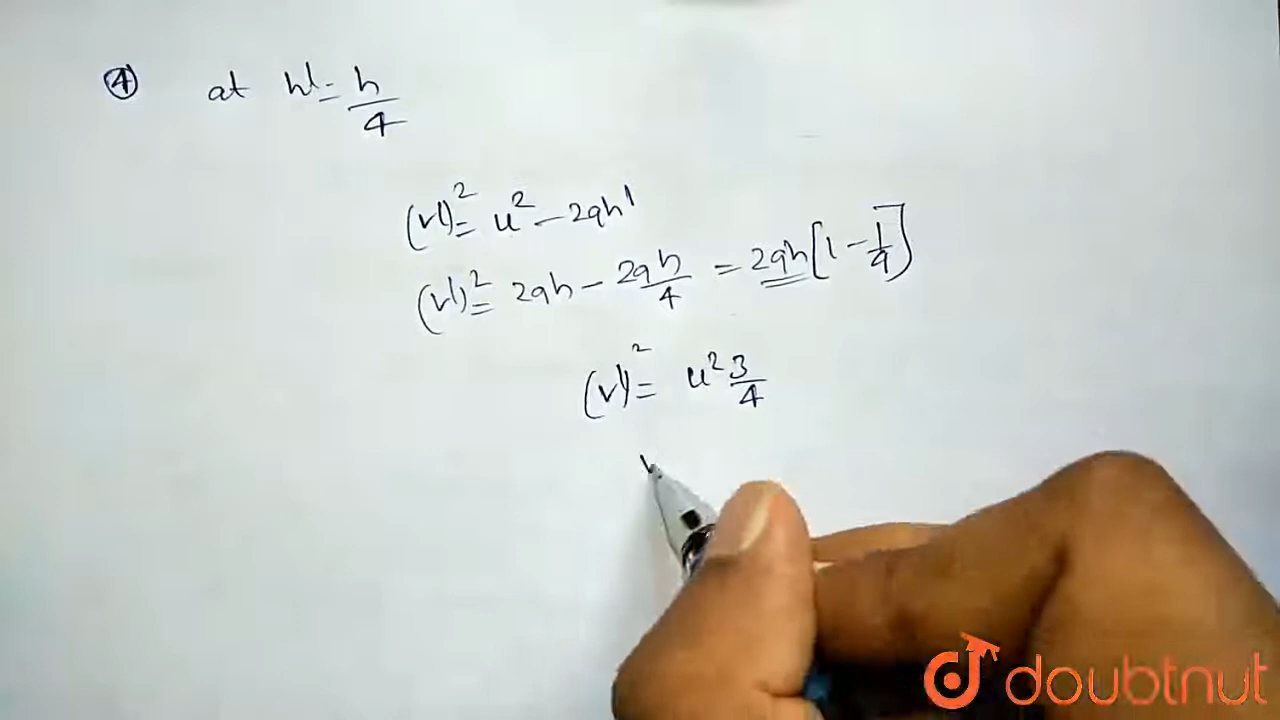 ④ at h' = h/4
(v')² = u² - 2gh'
(v')² = 2gh - 2gh/4 = 2gh[1 - 1/4]
(v')² = u² 3/4
doubtnut